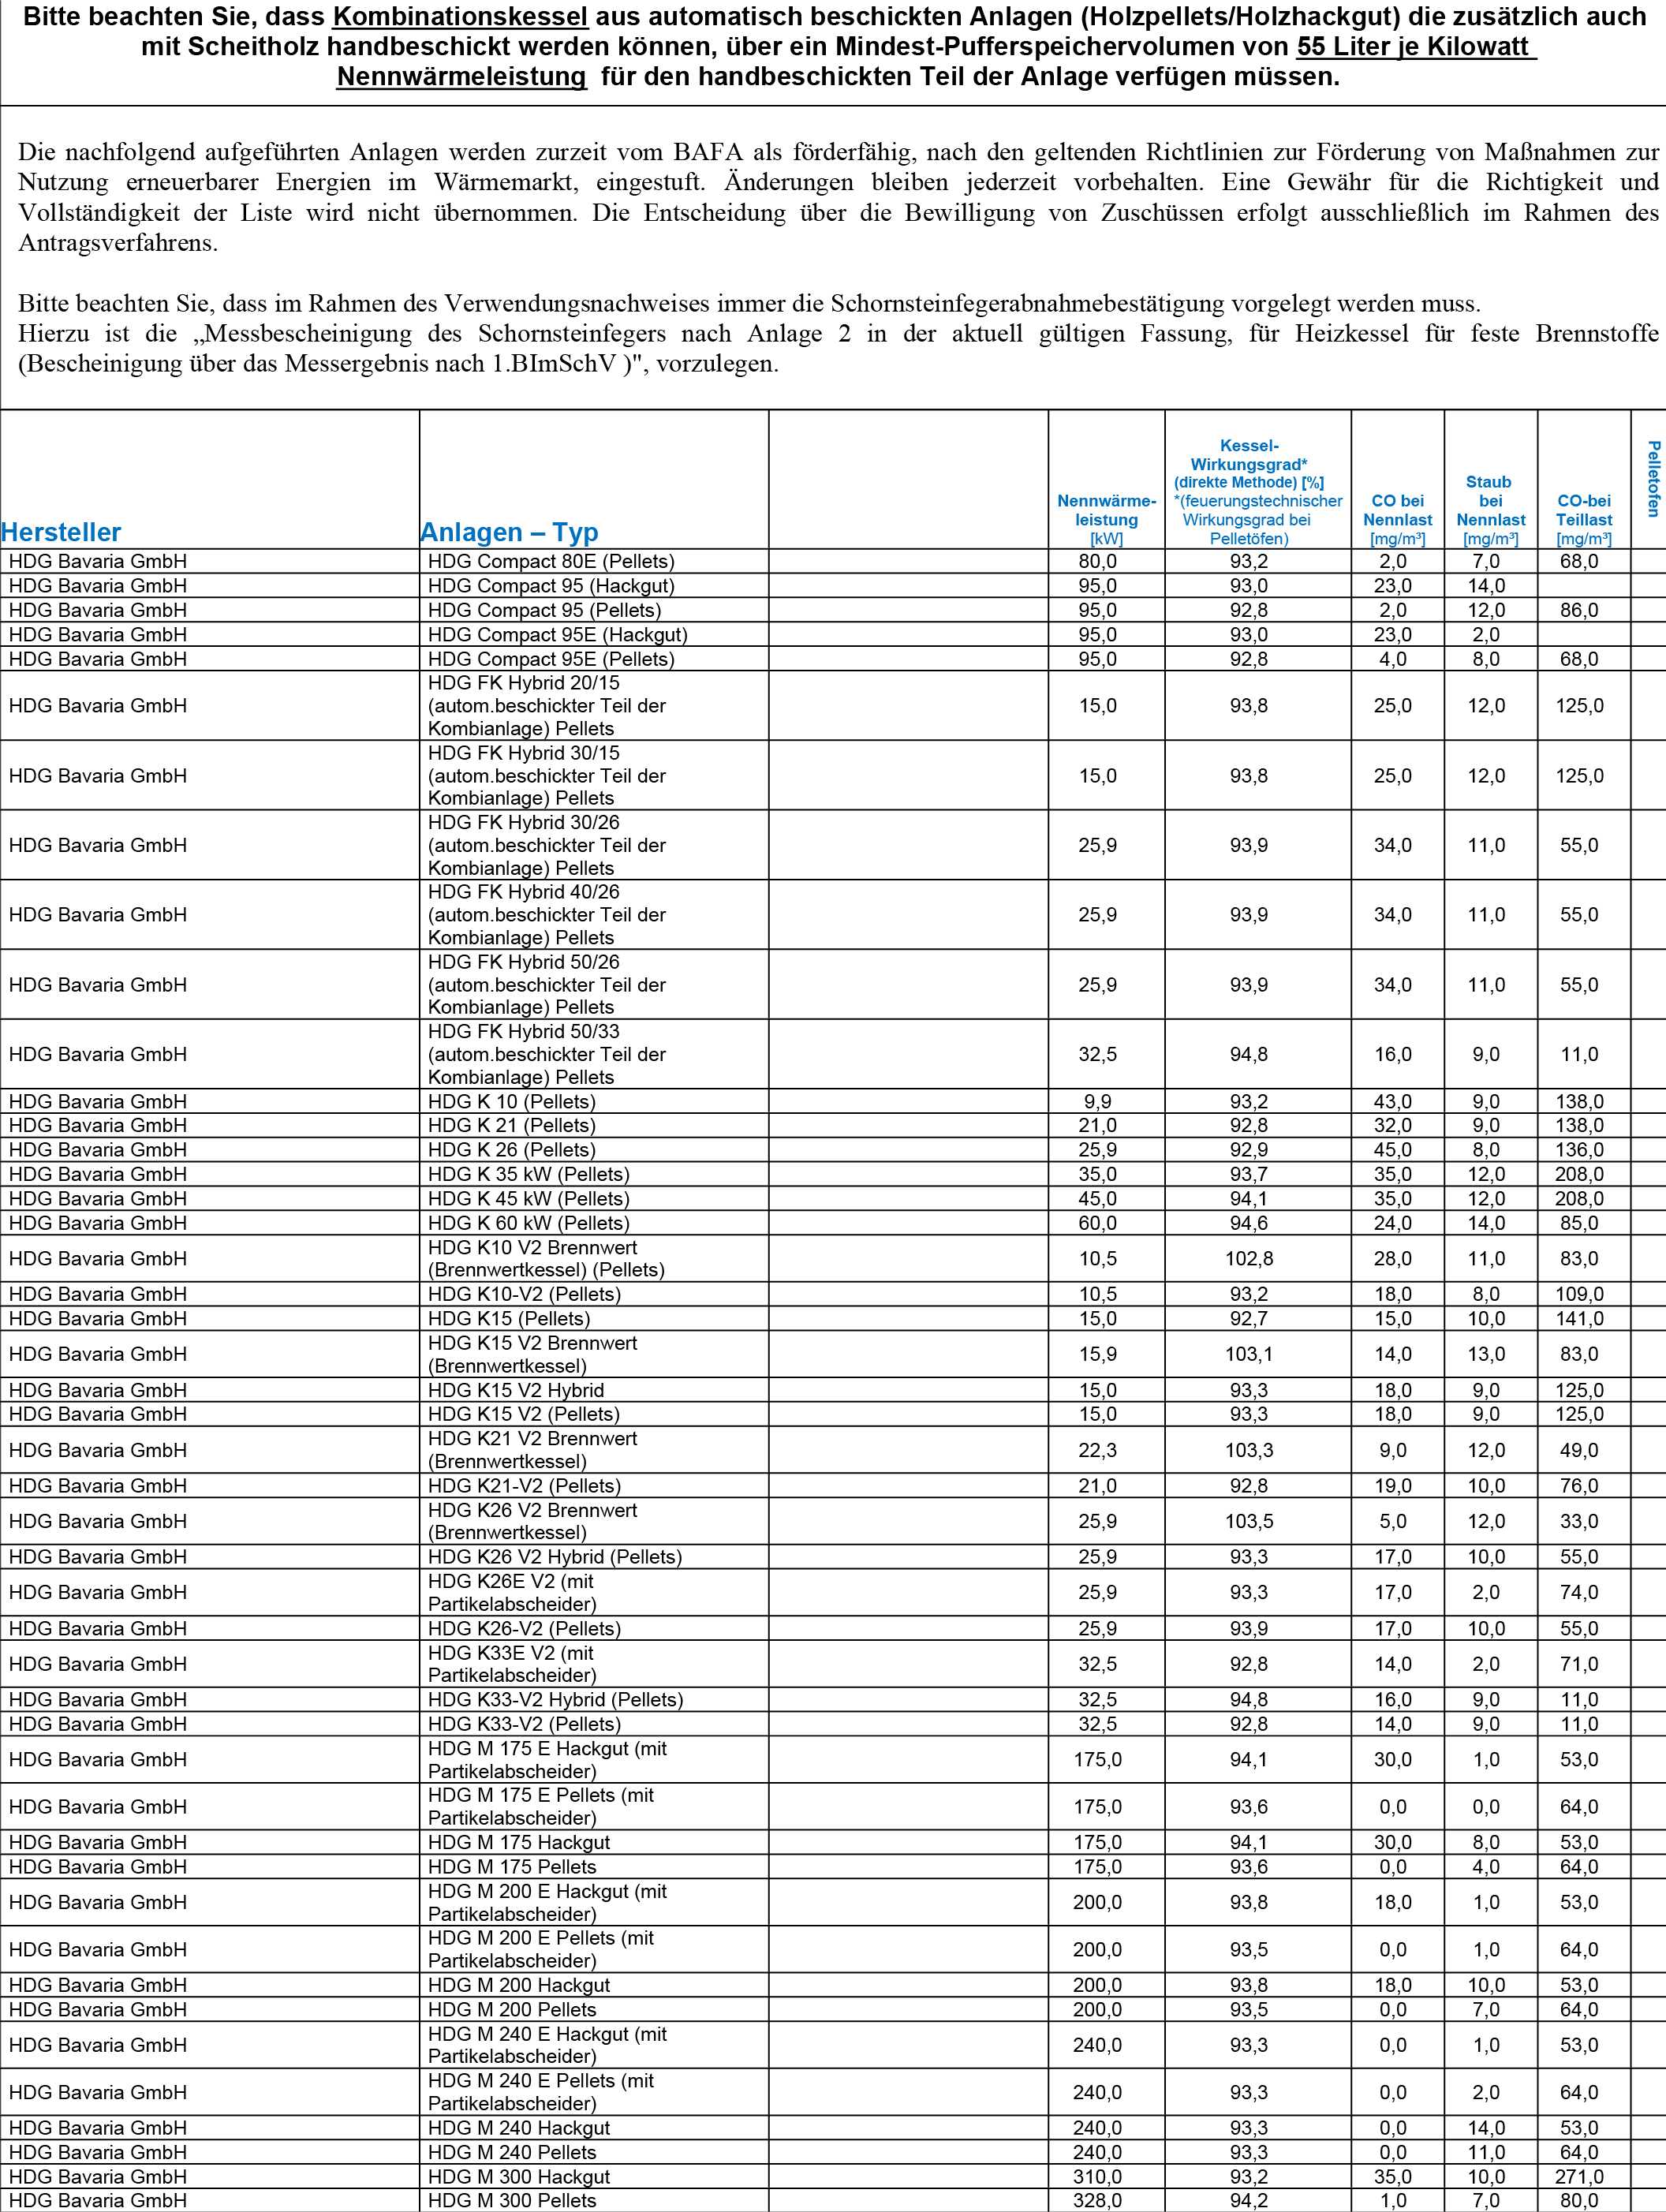 Bitte beachten Sie, dass Kombinationskessel aus automatisch beschickten Anlagen (Holzpellets/Holzhackgut) die zusätzlich auch
mit Scheitholz handbeschickt werden können, über ein Mindest-Pufferspeichervolumen von 55 Liter je Kilowatt
Nennwärmeleistung für den handbeschickten Teil der Anlage verfügen müssen.
Die nachfolgend aufgeführten Anlagen werden zurzeit vom BAFA als förderfähig, nach den geltenden Richtlinien zur Förderung von Maßnahmen zur
Nutzung erneuerbarer Energien im Wärmemarkt, eingestuft. Änderungen bleiben jederzeit vorbehalten. Eine Gewähr für die Richtigkeit und
Vollständigkeit der Liste wird nicht übernommen. Die Entscheidung über die Bewilligung von Zuschüssen erfolgt ausschließlich im Rahmen des
Antragsverfahrens.
Bitte beachten Sie, dass im Rahmen des Verwendungsnachweises immer die Schornsteinfegerabnahmebestätigung vorgelegt werden muss.
Hierzu ist die „Messbescheinigung des Schornsteinfegers nach Anlage 2 in der aktuell gültigen Fassung, für Heizkessel für feste Brennstoffe
(Bescheinigung über das Messergebnis nach 1.BImSchV )", vorzulegen.
Hersteller
Anlagen – Typ
Nennwärme-
leistung
[kW]
Kessel-
Wirkungsgrad*
(direkte Methode) [%]
*(feuerungstechnischer
Wirkungsgrad bei
Pelletöfen)
CO bei
Nennlast
[mg/m³]
Staub
bei
Nennlast
[mg/m³]
CO-bei
Teillast
[mg/m³]
Pelletofen
HDG Bavaria GmbH HDG Compact 80E (Pellets) 80,0 93,2 2,0 7,0 68,0
HDG Bavaria GmbH HDG Compact 95 (Hackgut) 95,0 93,0 23,0 14,0
HDG Bavaria GmbH HDG Compact 95 (Pellets) 95,0 92,8 2,0 12,0 86,0
HDG Bavaria GmbH HDG Compact 95E (Hackgut) 95,0 93,0 23,0 2,0
HDG Bavaria GmbH HDG Compact 95E (Pellets) 95,0 92,8 4,0 8,0 68,0
HDG FK Hybrid 20/15
HDG Bavaria GmbH (autom.beschickter Teil der 15,0 93,8 25,0 12,0 125,0
Kombianlage) Pellets
HDG FK Hybrid 30/15
HDG Bavaria GmbH (autom.beschickter Teil der 15,0 93,8 25,0 12,0 125,0
Kombianlage) Pellets
HDG FK Hybrid 30/26
HDG Bavaria GmbH (autom.beschickter Teil der 25,9 93,9 34,0 11,0 55,0
Kombianlage) Pellets
HDG FK Hybrid 40/26
HDG Bavaria GmbH (autom.beschickter Teil der 25,9 93,9 34,0 11,0 55,0
Kombianlage) Pellets
HDG FK Hybrid 50/26
HDG Bavaria GmbH (autom.beschickter Teil der 25,9 93,9 34,0 11,0 55,0
Kombianlage) Pellets
HDG FK Hybrid 50/33
HDG Bavaria GmbH (autom.beschickter Teil der 32,5 94,8 16,0 9,0 11,0
Kombianlage) Pellets
HDG Bavaria GmbH HDG K 10 (Pellets) 9,9 93,2 43,0 9,0 138,0
HDG Bavaria GmbH HDG K 21 (Pellets) 21,0 92,8 32,0 9,0 138,0
HDG Bavaria GmbH HDG K 26 (Pellets) 25,9 92,9 45,0 8,0 136,0
HDG Bavaria GmbH HDG K 35 kW (Pellets) 35,0 93,7 35,0 12,0 208,0
HDG Bavaria GmbH HDG K 45 kW (Pellets) 45,0 94,1 35,0 12,0 208,0
HDG Bavaria GmbH HDG K 60 kW (Pellets) 60,0 94,6 24,0 14,0 85,0
HDG Bavaria GmbH HDG K10 V2 Brennwert
(Brennwertkessel) (Pellets) 10,5 102,8 28,0 11,0 83,0
HDG Bavaria GmbH HDG K10-V2 (Pellets) 10,5 93,2 18,0 8,0 109,0
HDG Bavaria GmbH HDG K15 (Pellets) 15,0 92,7 15,0 10,0 141,0
HDG Bavaria GmbH HDG K15 V2 Brennwert
(Brennwertkessel) 15,9 103,1 14,0 13,0 83,0
HDG Bavaria GmbH HDG K15 V2 Hybrid 15,0 93,3 18,0 9,0 125,0
HDG Bavaria GmbH HDG K15 V2 (Pellets) 15,0 93,3 18,0 9,0 125,0
HDG Bavaria GmbH HDG K21 V2 Brennwert
(Brennwertkessel) 22,3 103,3 9,0 12,0 49,0
HDG Bavaria GmbH HDG K21-V2 (Pellets) 21,0 92,8 19,0 10,0 76,0
HDG Bavaria GmbH HDG K26 V2 Brennwert
(Brennwertkessel) 25,9 103,5 5,0 12,0 33,0
HDG Bavaria GmbH HDG K26 V2 Hybrid (Pellets) 25,9 93,3 17,0 10,0 55,0
HDG Bavaria GmbH HDG K26E V2 (mit
Partikelabscheider) 25,9 93,3 17,0 2,0 74,0
HDG Bavaria GmbH HDG K26-V2 (Pellets) 25,9 93,9 17,0 10,0 55,0
HDG Bavaria GmbH HDG K33E V2 (mit
Partikelabscheider) 32,5 92,8 14,0 2,0 71,0
HDG Bavaria GmbH HDG K33-V2 Hybrid (Pellets) 32,5 94,8 16,0 9,0 11,0
HDG Bavaria GmbH HDG K33-V2 (Pellets) 32,5 92,8 14,0 9,0 11,0
HDG Bavaria GmbH HDG M 175 E Hackgut (mit
Partikelabscheider) 175,0 94,1 30,0 1,0 53,0
HDG Bavaria GmbH HDG M 175 E Pellets (mit
Partikelabscheider) 175,0 93,6 0,0 0,0 64,0
HDG Bavaria GmbH HDG M 175 Hackgut 175,0 94,1 30,0 8,0 53,0
HDG Bavaria GmbH HDG M 175 Pellets 175,0 93,6 0,0 4,0 64,0
HDG Bavaria GmbH HDG M 200 E Hackgut (mit
Partikelabscheider) 200,0 93,8 18,0 1,0 53,0
HDG Bavaria GmbH HDG M 200 E Pellets (mit
Partikelabscheider) 200,0 93,5 0,0 1,0 64,0
HDG Bavaria GmbH HDG M 200 Hackgut 200,0 93,8 18,0 10,0 53,0
HDG Bavaria GmbH HDG M 200 Pellets 200,0 93,5 0,0 7,0 64,0
HDG Bavaria GmbH HDG M 240 E Hackgut (mit
Partikelabscheider) 240,0 93,3 0,0 1,0 53,0
HDG Bavaria GmbH HDG M 240 E Pellets (mit
Partikelabscheider) 240,0 93,3 0,0 2,0 64,0
HDG Bavaria GmbH HDG M 240 Hackgut 240,0 93,3 0,0 14,0 53,0
HDG Bavaria GmbH HDG M 240 Pellets 240,0 93,3 0,0 11,0 64,0
HDG Bavaria GmbH HDG M 300 Hackgut 310,0 93,2 35,0 10,0 271,0
HDG Bavaria GmbH HDG M 300 Pellets 328,0 94,2 1,0 7,0 80,0